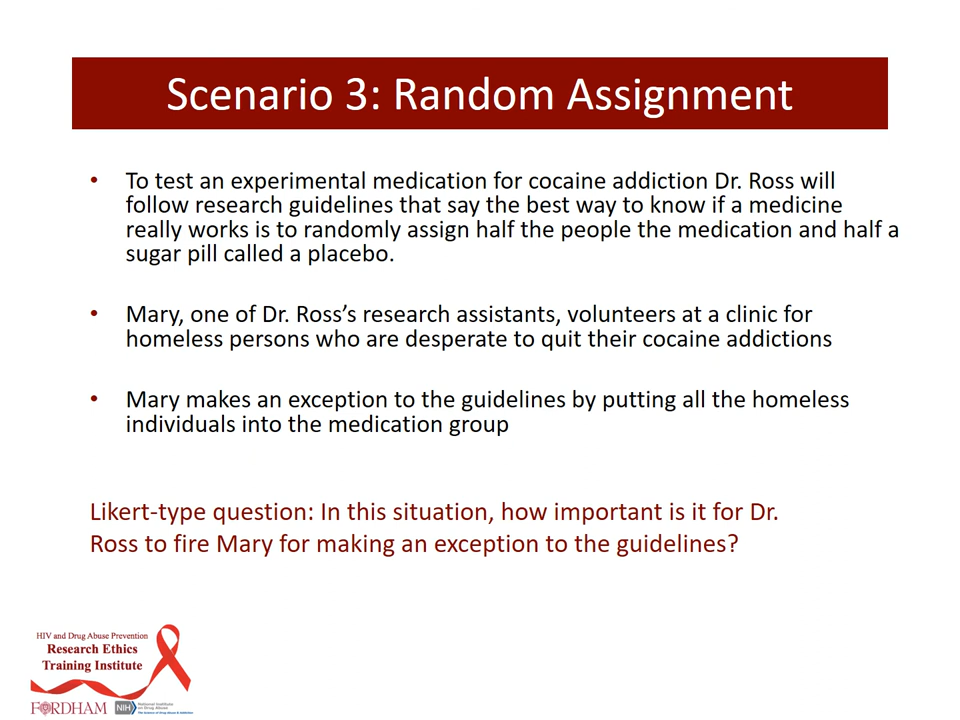 Scenario 3: Random Assignment
• To test an experimental medication for cocaine addiction Dr. Ross will
follow research guidelines that say the best way to know if a medicine
really works is to randomly assign half the people the medication and half a
sugar pill called a placebo.
• Mary, one of Dr. Ross’s research assistants, volunteers at a clinic for
homeless persons who are desperate to quit their cocaine addictions
• Mary makes an exception to the guidelines by putting all the homeless
individuals into the medication group
Likert-type question: In this situation, how important is it for Dr.
Ross to fire Mary for making an exception to the guidelines?
HIV and Drug Abuse Prevention
Research Ethics
Training Institute
FORDHAM
NIH
National Institute
on Drug Abuse